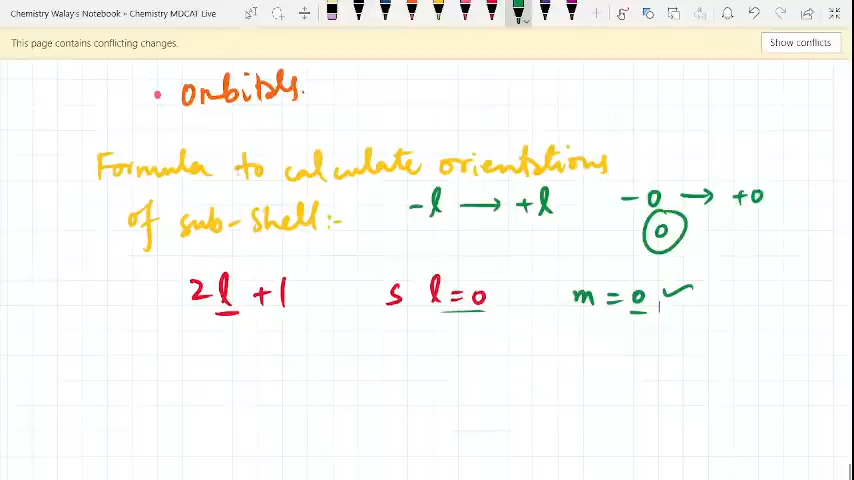 Chemistry Walay's Notebook » Chemistry MDCAT Live
This page contains conflicting changes.
Show conflicts
• orbitals.
Formula to calculate orientations
of sub-shell:-
-l → +l
-0 → +0
0
2l + 1
s l = 0
m = 0 ✓